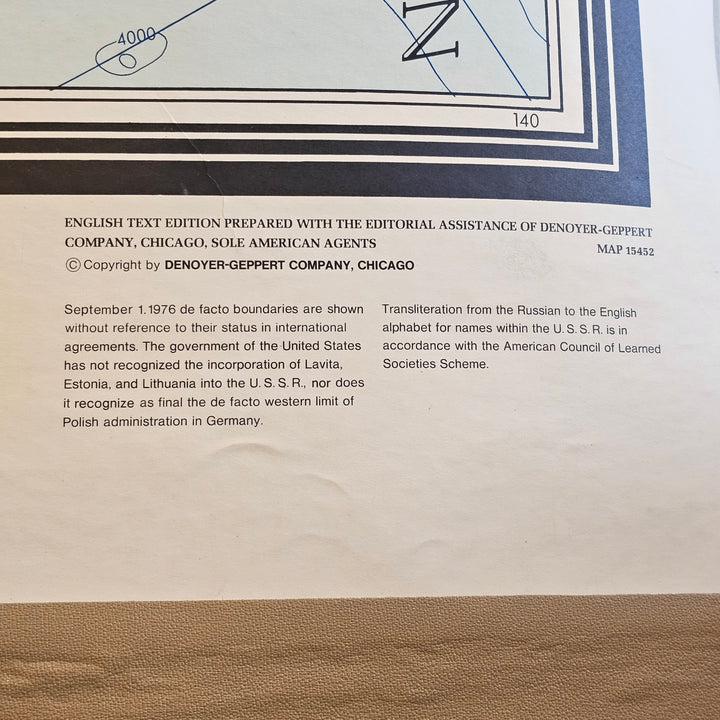 4000
N
140
ENGLISH TEXT EDITION PREPARED WITH THE EDITORIAL ASSISTANCE OF DENOYER-GEPPERT
COMPANY, CHICAGO, SOLE AMERICAN AGENTS
MAP 15452
© Copyright by DENOYER-GEPPERT COMPANY, CHICAGO
September 1. 1976 de facto boundaries are shown
without reference to their status in international
agreements. The government of the United States
has not recognized the incorporation of Lavita,
Estonia, and Lithuania into the U. S. S. R., nor does
it recognize as final the de facto western limit of
Polish administration in Germany.
Transliteration from the Russian to the English
alphabet for names within the U. S. S. R. is in
accordance with the American Council of Learned
Societies Scheme.